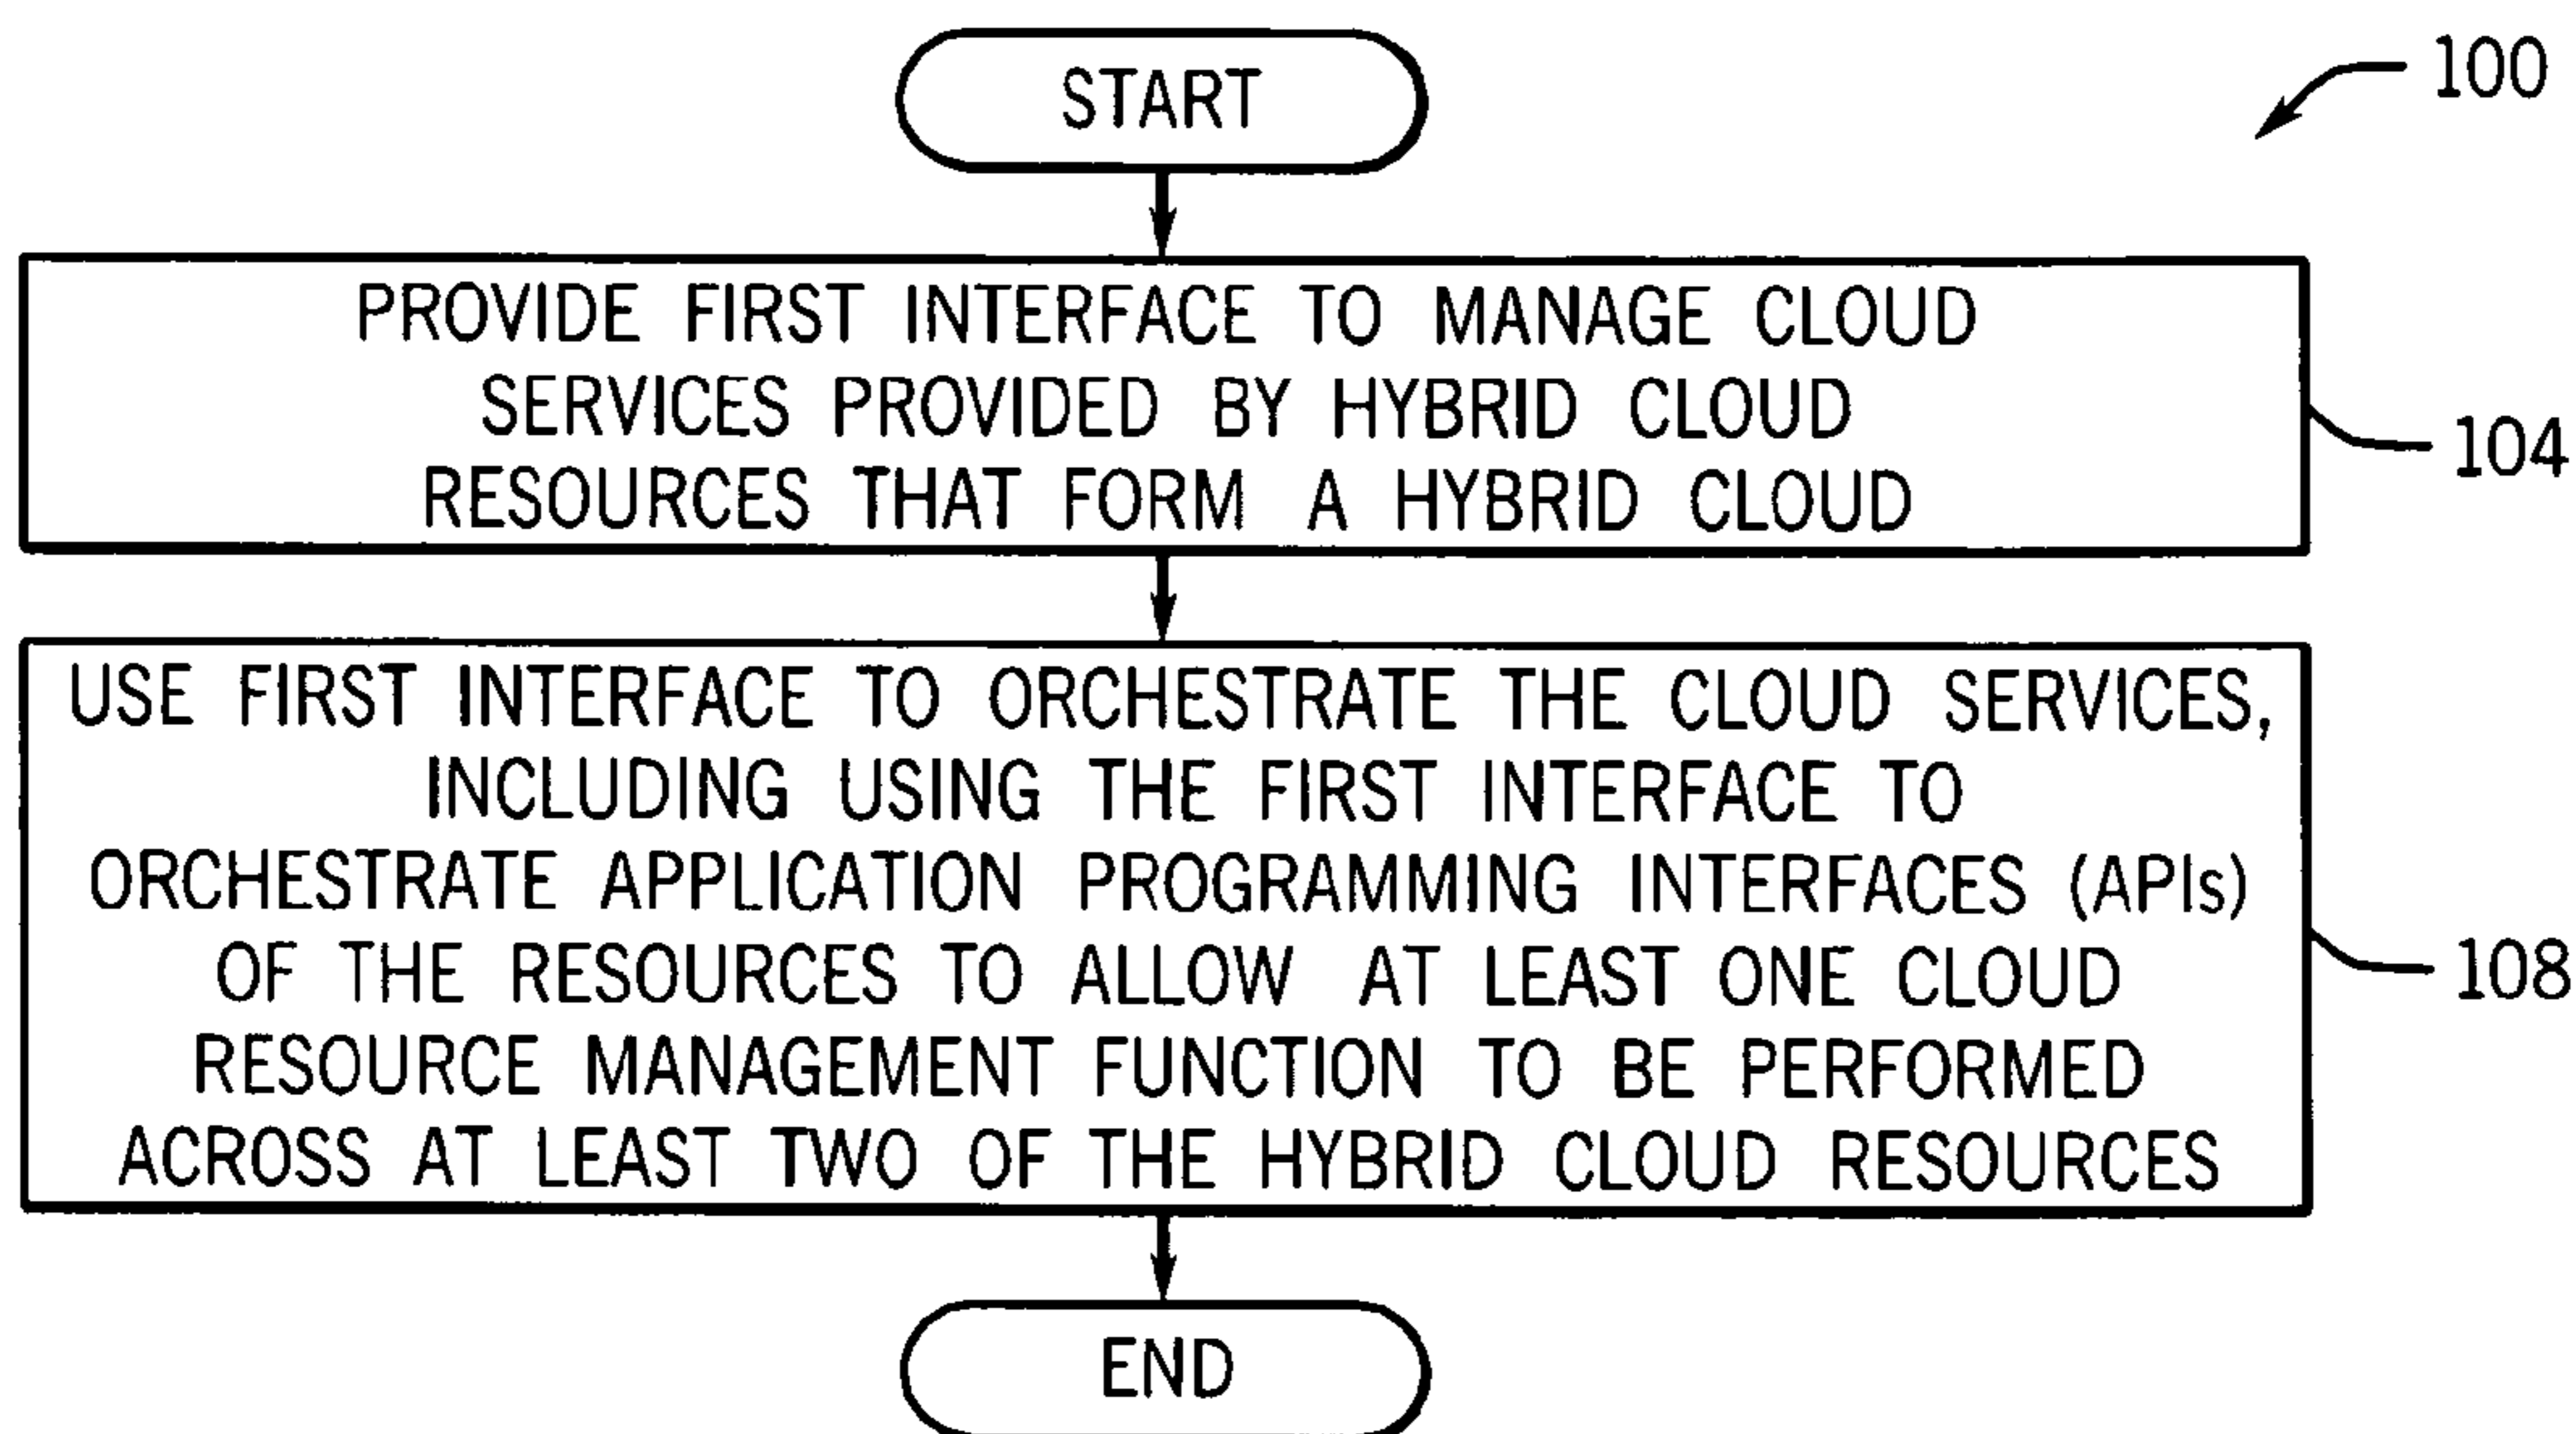 START
100
PROVIDE FIRST INTERFACE TO MANAGE CLOUD
SERVICES PROVIDED BY HYBRID CLOUD
RESOURCES THAT FORM A HYBRID CLOUD
104
USE FIRST INTERFACE TO ORCHESTRATE THE CLOUD SERVICES,
INCLUDING USING THE FIRST INTERFACE TO
ORCHESTRATE APPLICATION PROGRAMMING INTERFACES (APIs)
OF THE RESOURCES TO ALLOW AT LEAST ONE CLOUD
RESOURCE MANAGEMENT FUNCTION TO BE PERFORMED
ACROSS AT LEAST TWO OF THE HYBRID CLOUD RESOURCES
108
END